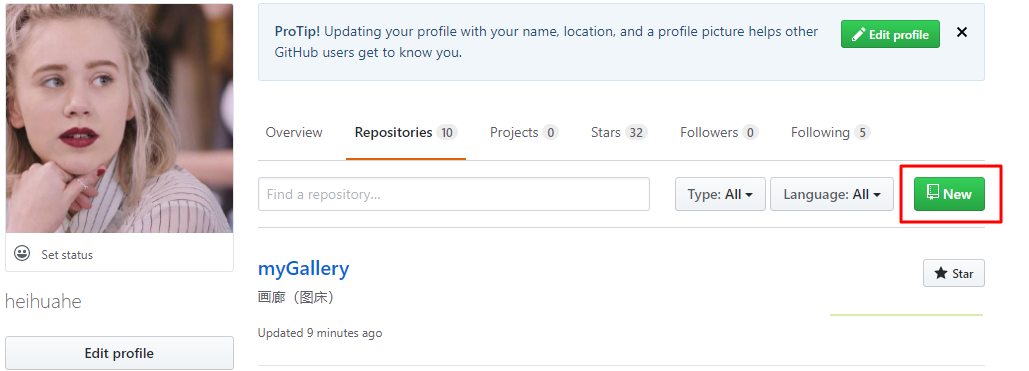 ProTip! Updating your profile with your name, location, and a profile picture helps other
GitHub users get to know you.
Edit profile
Overview Repositories 10 Projects 0 Stars 32 Followers 0 Following 5
Find a repository...
Type: All
Language: All
New
Set status
heihuahe
Edit profile
myGallery
Star
画廊（图床）
Updated 9 minutes ago